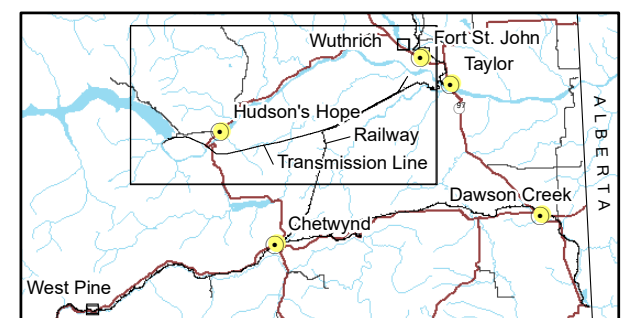 Wuthrich
Fort St. John
Taylor
97
Hudson's Hope
Railway
Transmission Line
ALBERTA
Dawson Creek
Chetwynd
West Pine